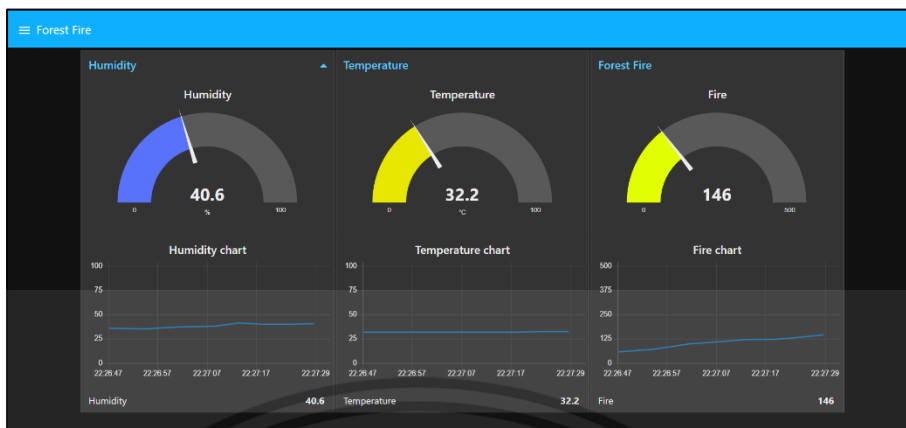 Forest Fire
Humidity
Humidity
40.6
%
0
100
Humidity chart
100
75
50
25
0
22:26:47 22:26:57 22:27:07 22:27:17 22:27:29
Humidity 40.6
Temperature
Temperature
32.2
°C
0
100
Temperature chart
100
75
50
25
0
22:26:47 22:26:57 22:27:07 22:27:17 22:27:29
Temperature 32.2
Forest Fire
Fire
146
0
500
Fire chart
500
375
250
125
0
22:26:47 22:26:57 22:27:07 22:27:17 22:27:29
Fire 146